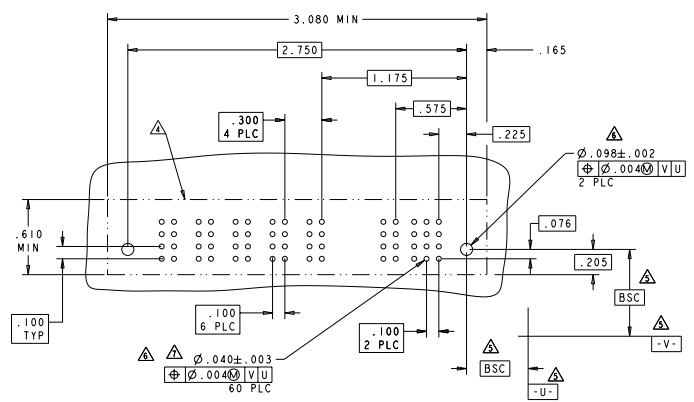 3.080 MIN
2.750
.165
1.175
.575
.300
4 PLC
.225
4
6
Ø.098±.002
⌖ Ø.004Ⓜ V U
2 PLC
.076
.610
MIN
.205
5
BSC
.100
6 PLC
.100
2 PLC
.100
TYP
5
-V-
6 7 Ø.040±.003
⌖ Ø.004Ⓜ V U
60 PLC
5
BSC
5
-U-